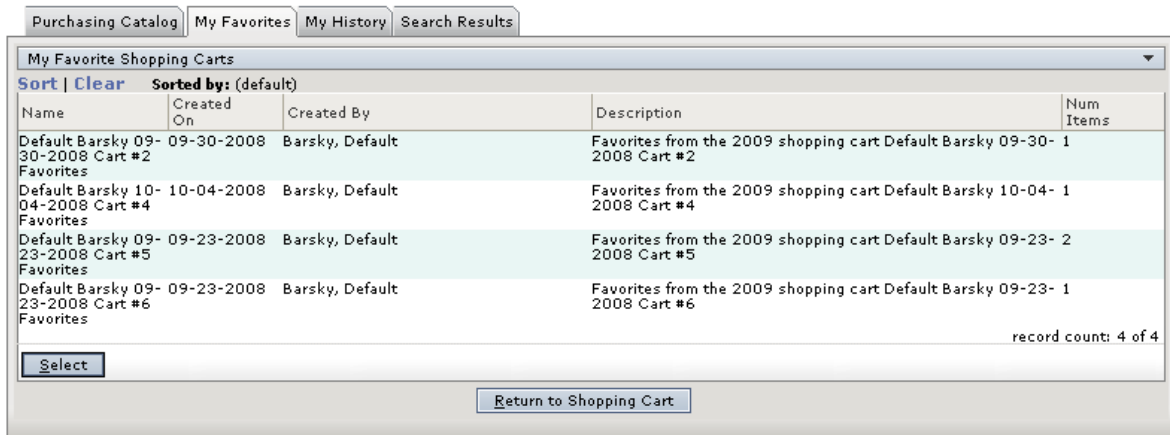 Purchasing Catalog My Favorites My History Search Results
My Favorite Shopping Carts
Sort | Clear Sorted by: (default)
Name Created On Created By Description Num Items
Default Barsky 09- 09-30-2008 Barsky, Default Favorites from the 2009 shopping cart Default Barsky 09-30- 1
30-2008 Cart #2 2008 Cart #2
Favorites
Default Barsky 10- 10-04-2008 Barsky, Default Favorites from the 2009 shopping cart Default Barsky 10-04- 1
04-2008 Cart #4 2008 Cart #4
Favorites
Default Barsky 09- 09-23-2008 Barsky, Default Favorites from the 2009 shopping cart Default Barsky 09-23- 2
23-2008 Cart #5 2008 Cart #5
Favorites
Default Barsky 09- 09-23-2008 Barsky, Default Favorites from the 2009 shopping cart Default Barsky 09-23- 1
23-2008 Cart #6 2008 Cart #6
Favorites
record count: 4 of 4
Select
Return to Shopping Cart